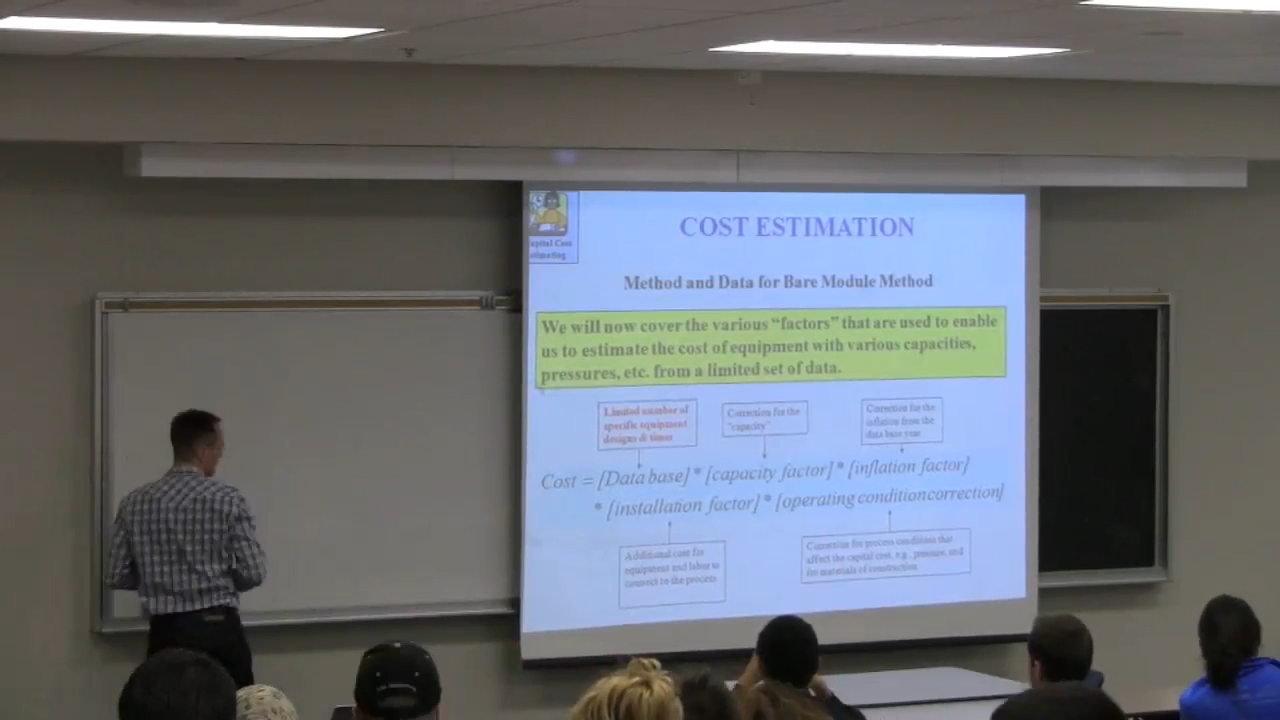 apital Cost
stimating
COST ESTIMATION
Method and Data for Bare Module Method
We will now cover the various “factors” that are used to enable
us to estimate the cost of equipment with various capacities,
pressures, etc. from a limited set of data.
Limited number of
specific equipment
designs & times
Correction for the
"capacity"
Correction for the
inflation from the
data base year
Cost = [Data base] * [capacity factor] * [inflation factor]
* [installation factor] * [operating condition correction]
Additional cost for
equipment and labor to
connect to the process
Correction for process conditions that
affect the capital cost, e.g., pressure, and
for materials of construction